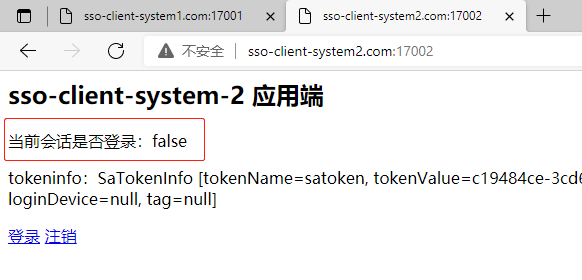 sso-client-system1.com:17001
sso-client-system2.com:17002
不安全 sso-client-system2.com:17002
sso-client-system-2 应用端
当前会话是否登录：false
tokeninfo：SaTokenInfo [tokenName=satoken, tokenValue=c19484ce-3cd6
loginDevice=null, tag=null]
登录 注销